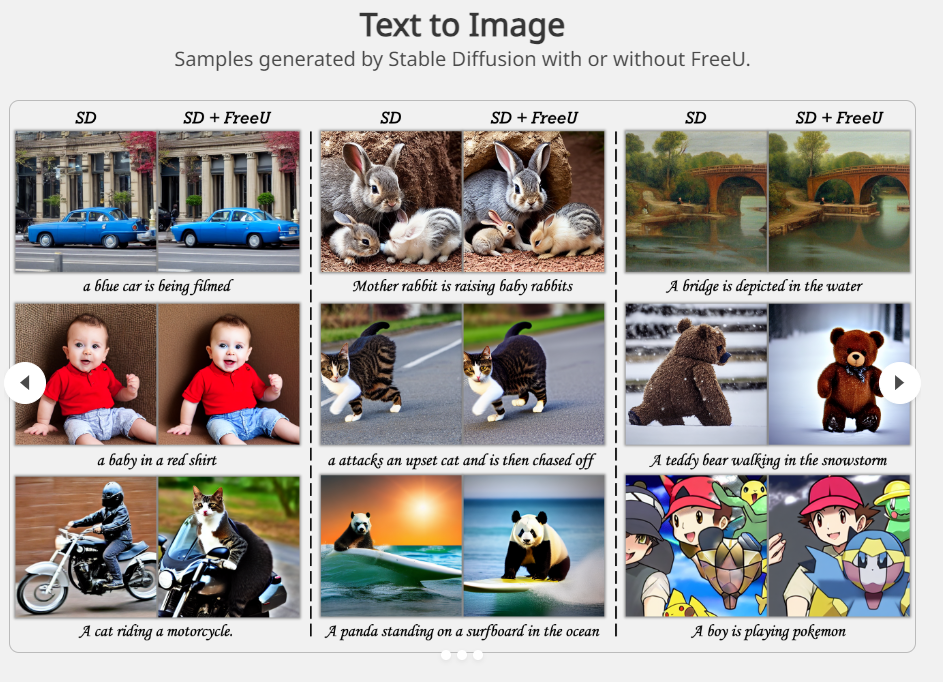 Text to Image
Samples generated by Stable Diffusion with or without FreeU.
SD SD + FreeU SD SD + FreeU SD SD + FreeU
a blue car is being filmed
Mother rabbit is raising baby rabbits
A bridge is depicted in the water
a baby in a red shirt
a attacks an upset cat and is then chased off
A teddy bear walking in the snowstorm
A cat riding a motorcycle.
A panda standing on a surfboard in the ocean
A boy is playing pokemon